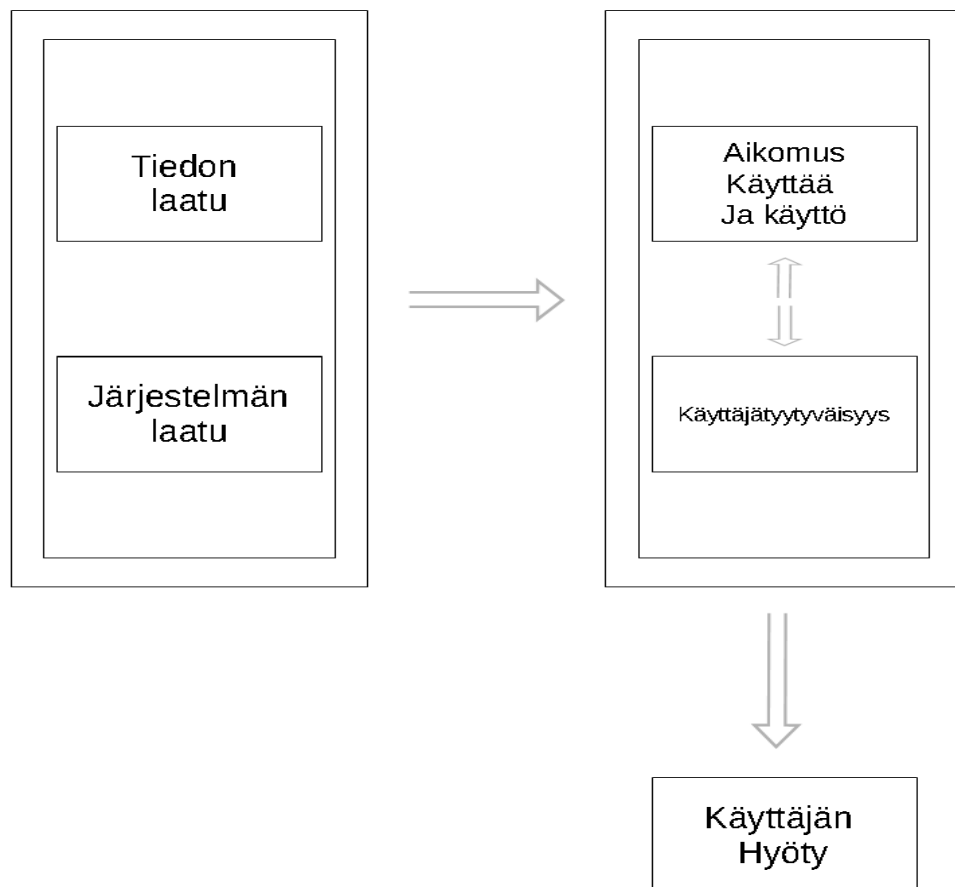 Tiedon
laatu
Järjestelmän
laatu
Aikomus
Käyttää
Ja käyttö
Käyttäjätyytyväisyys
Käyttäjän
Hyöty